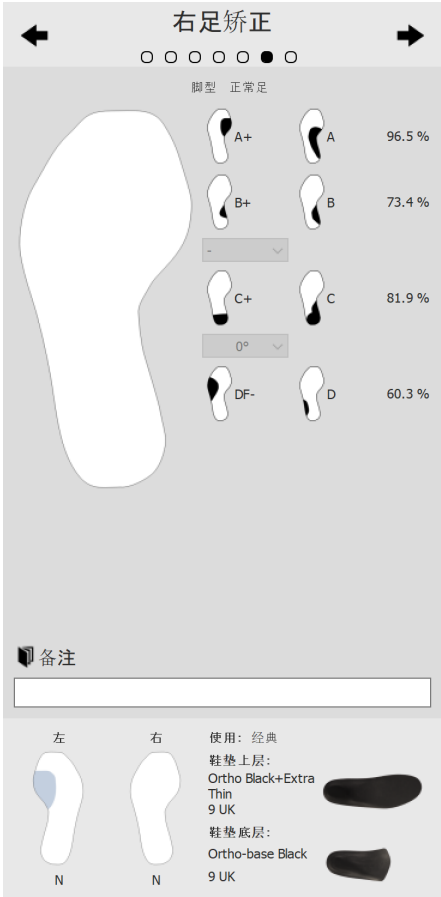 右足矫正
脚型 正常足
A+ A 96.5 %
B+ B 73.4 %
-
C+ C 81.9 %
0°
DF- D 60.3 %
备注
左 右
N N
使用: 经典
鞋垫上层:
Ortho Black+Extra
Thin
9 UK
鞋垫底层:
Ortho-base Black
9 UK